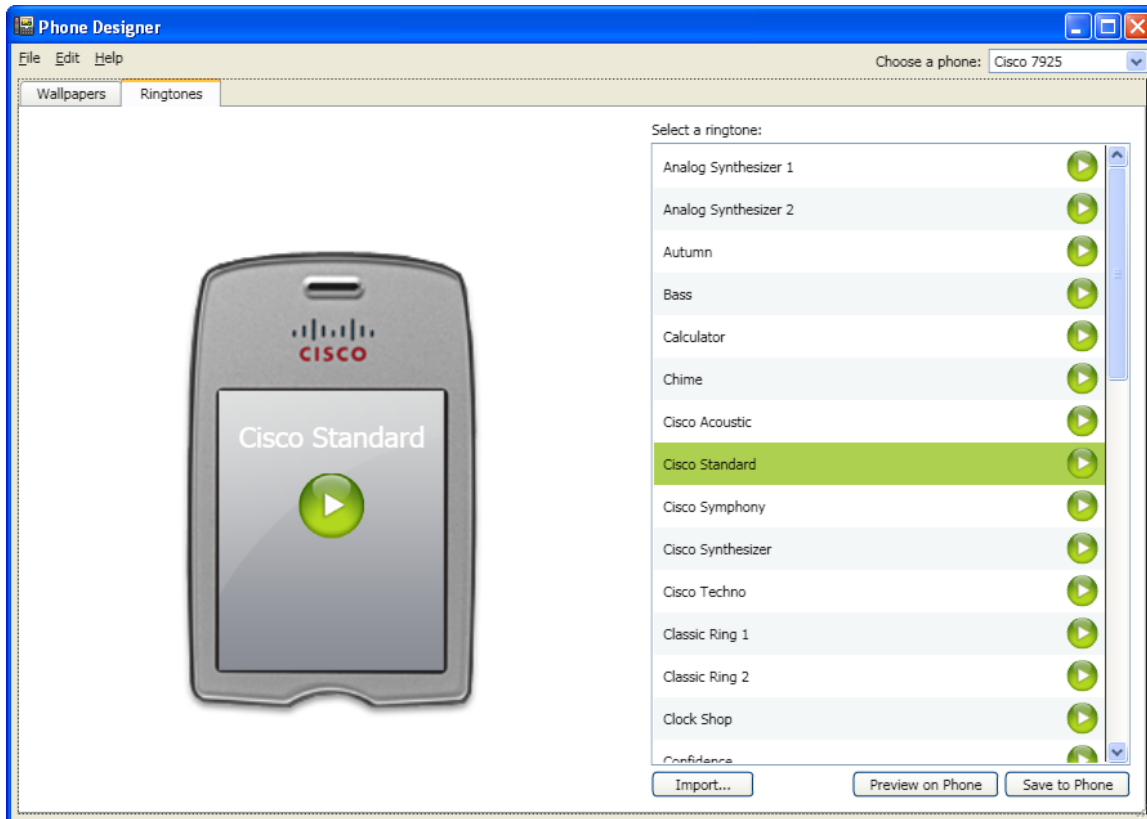 Phone Designer
File Edit Help
Choose a phone: Cisco 7925
Wallpapers Ringtones
Select a ringtone:
Analog Synthesizer 1
Analog Synthesizer 2
Autumn
Bass
Calculator
Chime
Cisco Acoustic
Cisco Standard
Cisco Symphony
Cisco Synthesizer
Cisco Techno
Classic Ring 1
Classic Ring 2
Clock Shop
Confidence
CISCO
Cisco Standard
Import... Preview on Phone Save to Phone